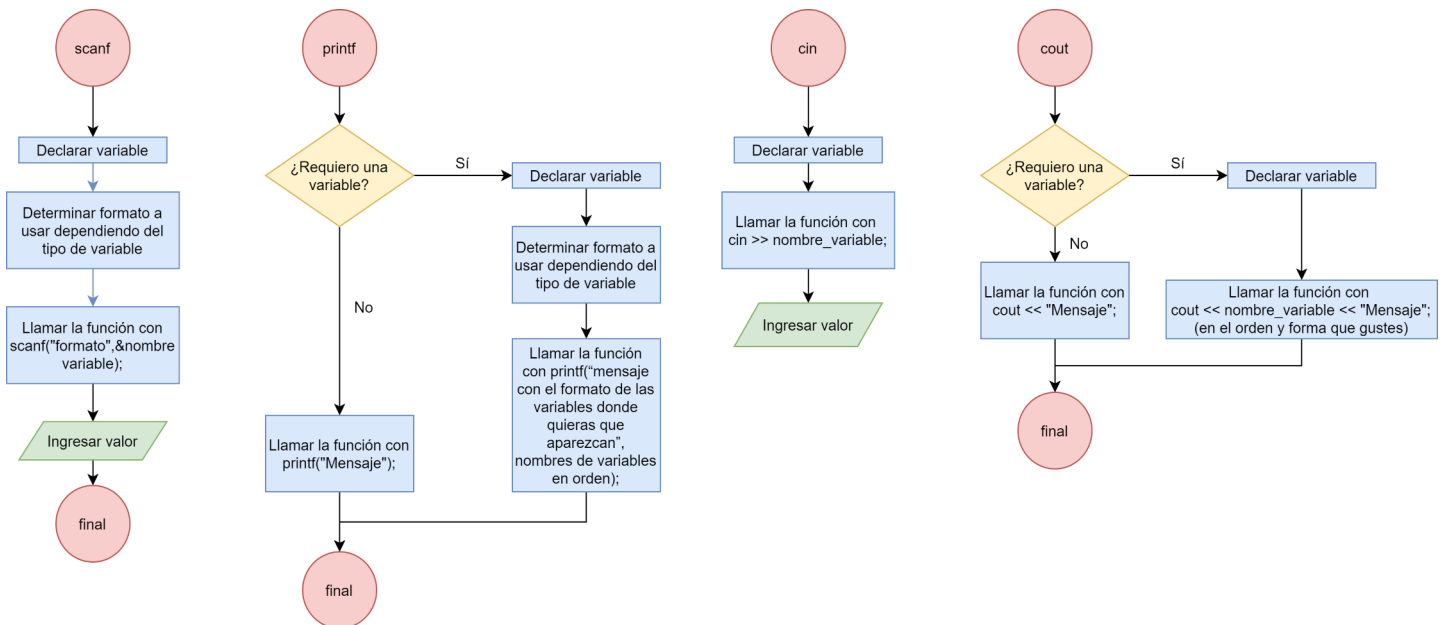 scanf
Declarar variable
Determinar formato a
usar dependiendo del
tipo de variable
Llamar la función con
scanf("formato",&nombre
variable);
Ingresar valor
final
printf
¿Requiero una
variable?
Sí
No
Declarar variable
Determinar formato a
usar dependiendo del
tipo de variable
Llamar la función
con printf(“mensaje
con el formato de las
variables donde
quieras que
aparezcan”,
nombres de variables
en orden);
Llamar la función con
printf("Mensaje");
final
cin
Declarar variable
Llamar la función con
cin >> nombre_variable;
Ingresar valor
cout
¿Requiero una
variable?
Sí
No
Declarar variable
Llamar la función con
cout << "Mensaje";
Llamar la función con
cout << nombre_variable << "Mensaje";
(en el orden y forma que gustes)
final